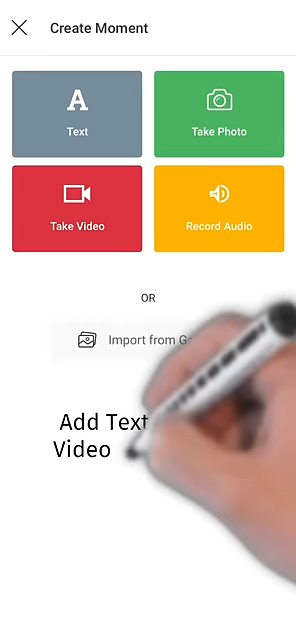 Create Moment
A
Text
Take Photo
Take Video
Record Audio
OR
Import from
Add Text
Video